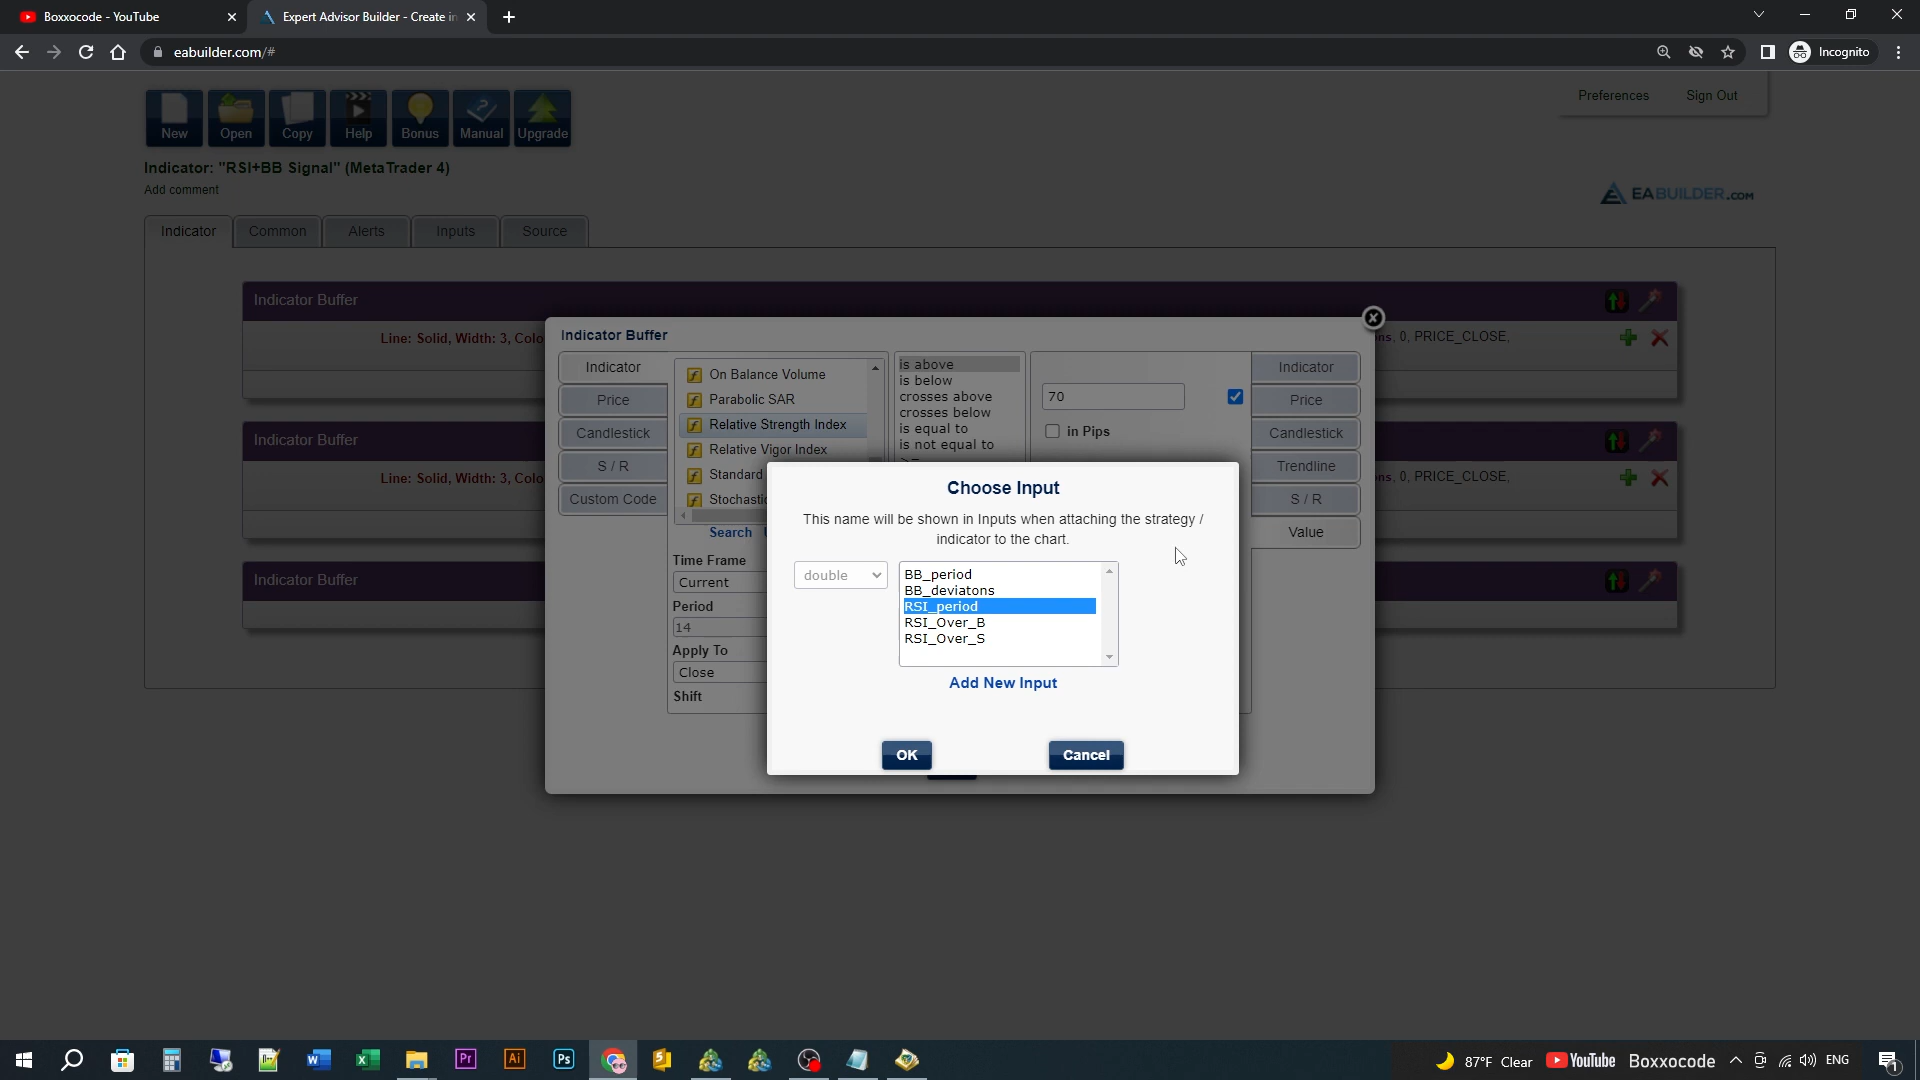 Boxxocode - YouTube
Expert Advisor Builder - Create in
eabuilder.com/#
Incognito
New
Open
Copy
Help
Bonus
Manual
Upgrade
Preferences
Sign Out
Indicator: "RSI+BB Signal" (MetaTrader 4)
Add comment
EABUILDER.COM
Indicator
Common
Alerts
Inputs
Source
Indicator Buffer
Line: Solid, Width: 3, Colo
ns, 0, PRICE_CLOSE,
Indicator Buffer
Line: Solid, Width: 3, Colo
ns, 0, PRICE_CLOSE,
Indicator Buffer
Indicator Buffer
Indicator
Price
Candlestick
S / R
Custom Code
On Balance Volume
Parabolic SAR
Relative Strength Index
Relative Vigor Index
Standard
Stochastic
Search
Time Frame
Current
Period
14
Apply To
Close
Shift
is above
is below
crosses above
crosses below
is equal to
is not equal to
>=
70
in Pips
Indicator
Price
Candlestick
Trendline
S / R
Value
Choose Input
This name will be shown in Inputs when attaching the strategy /
indicator to the chart.
double
BB_period
BB_deviatons
RSI_period
RSI_Over_B
RSI_Over_S
Add New Input
OK
Cancel
87°F Clear
YouTube
Boxxocode
ENG
1